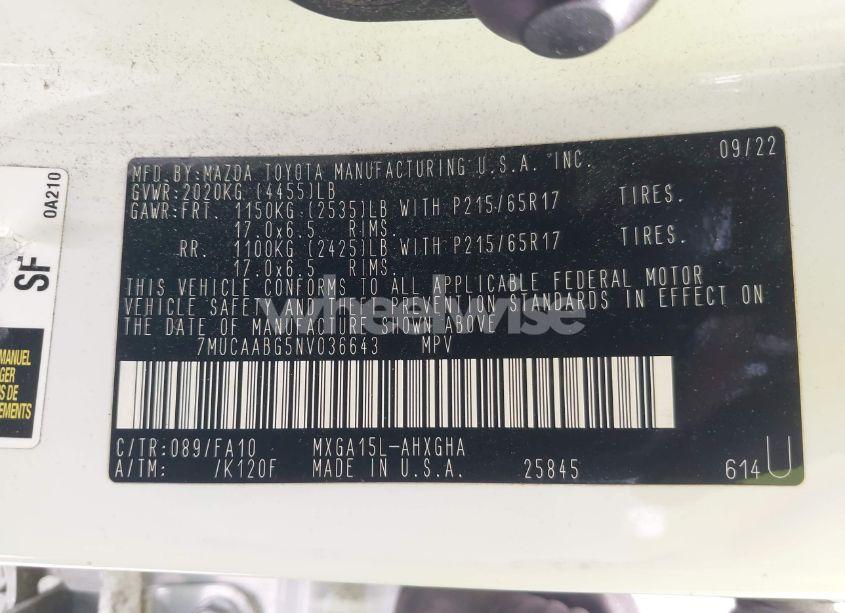 MFD.BY:MAZDA TOYOTA MANUFACTURING U.S.A. INC. 09/22
GVWR:2020KG (4455)LB
GAWR:FRT. 1150KG (2535)LB WITH P215/65R17 TIRES.
17.0x6.5 RIMS.
RR. 1100KG (2425)LB WITH P215/65R17 TIRES.
17.0x6.5 RIMS.
THIS VEHICLE CONFORMS TO ALL APPLICABLE FEDERAL MOTOR
VEHICLE SAFETY AND THEFT PREVENTION STANDARDS IN EFFECT ON
THE DATE OF MANUFACTURE SHOWN ABOVE.
7MUCAABG5NV036643 MPV
C/TR:089/FA10 MXGA15L-AHXGHA
A/TM: /K120F MADE IN U.S.A. 25845 614U
0A210
SF
MANUEL
GER
S DE
EMENTS
wheelwise